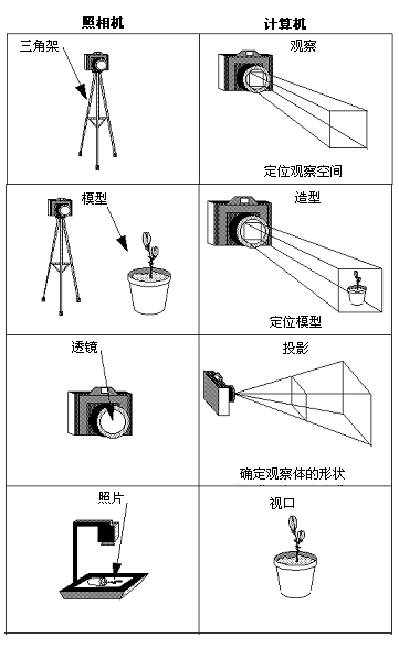 照相机 计算机
三角架 观察
定位观察空间
模型 造型
定位模型
透镜 投影
确定观察体的形状
照片 视口